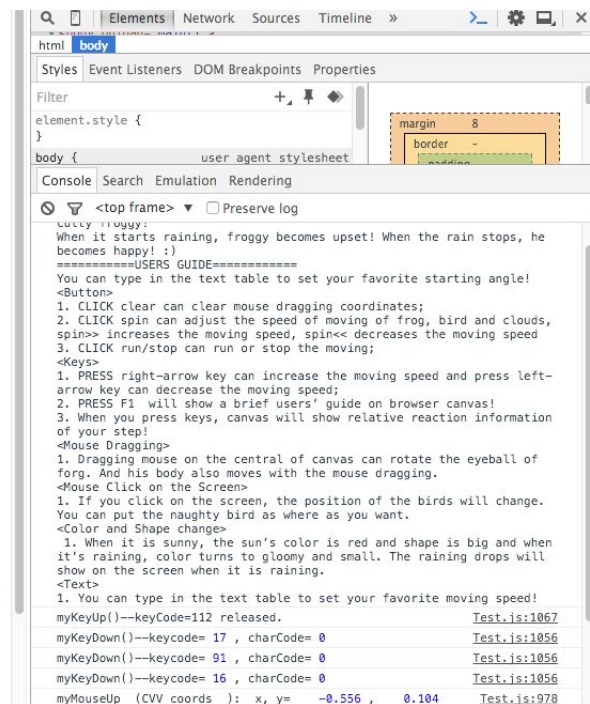 Elements Network Sources Timeline »
html body
Styles Event Listeners DOM Breakpoints Properties
Filter
element.style {
margin 8
}
border -
body { user agent stylesheet
padding
Console Search Emulation Rendering
<top frame> ▼ Preserve log
Cutty froggy!
When it starts raining, froggy becomes upset! When the rain stops, he
becomes happy! :)
===========USERS GUIDE============
You can type in the text table to set your favorite starting angle!
<Button>
1. CLICK clear can clear mouse dragging coordinates;
2. CLICK spin can adjust the speed of moving of frog, bird and clouds,
spin>> increases the moving speed, spin<< decreases the moving speed
3. CLICK run/stop can run or stop the moving;
<Keys>
1. PRESS right-arrow key can increase the moving speed and press left-
arrow key can decrease the moving speed;
2. PRESS F1 will show a brief users' guide on browser canvas!
3. When you press keys, canvas will show relative reaction information
of your step!
<Mouse Dragging>
1. Dragging mouse on the central of canvas can rotate the eyeball of
forg. And his body also moves with the mouse dragging.
<Mouse Click on the Screen>
1. If you click on the screen, the position of the birds will change.
You can put the naughty bird as where as you want.
<Color and Shape change>
1. When it is sunny, the sun's color is red and shape is big and when
it's raining, color turns to gloomy and small. The raining drops will
show on the screen when it is raining.
<Text>
1. You can type in the text table to set your favorite moving speed!
myKeyUp()--keyCode=112 released. Test.js:1067
myKeyDown()--keycode= 17 , charCode= 0 Test.js:1056
myKeyDown()--keycode= 91 , charCode= 0 Test.js:1056
myKeyDown()--keycode= 16 , charCode= 0 Test.js:1056
myMouseUp (CVV coords ): x, y= -0.556 , 0.104 Test.js:978